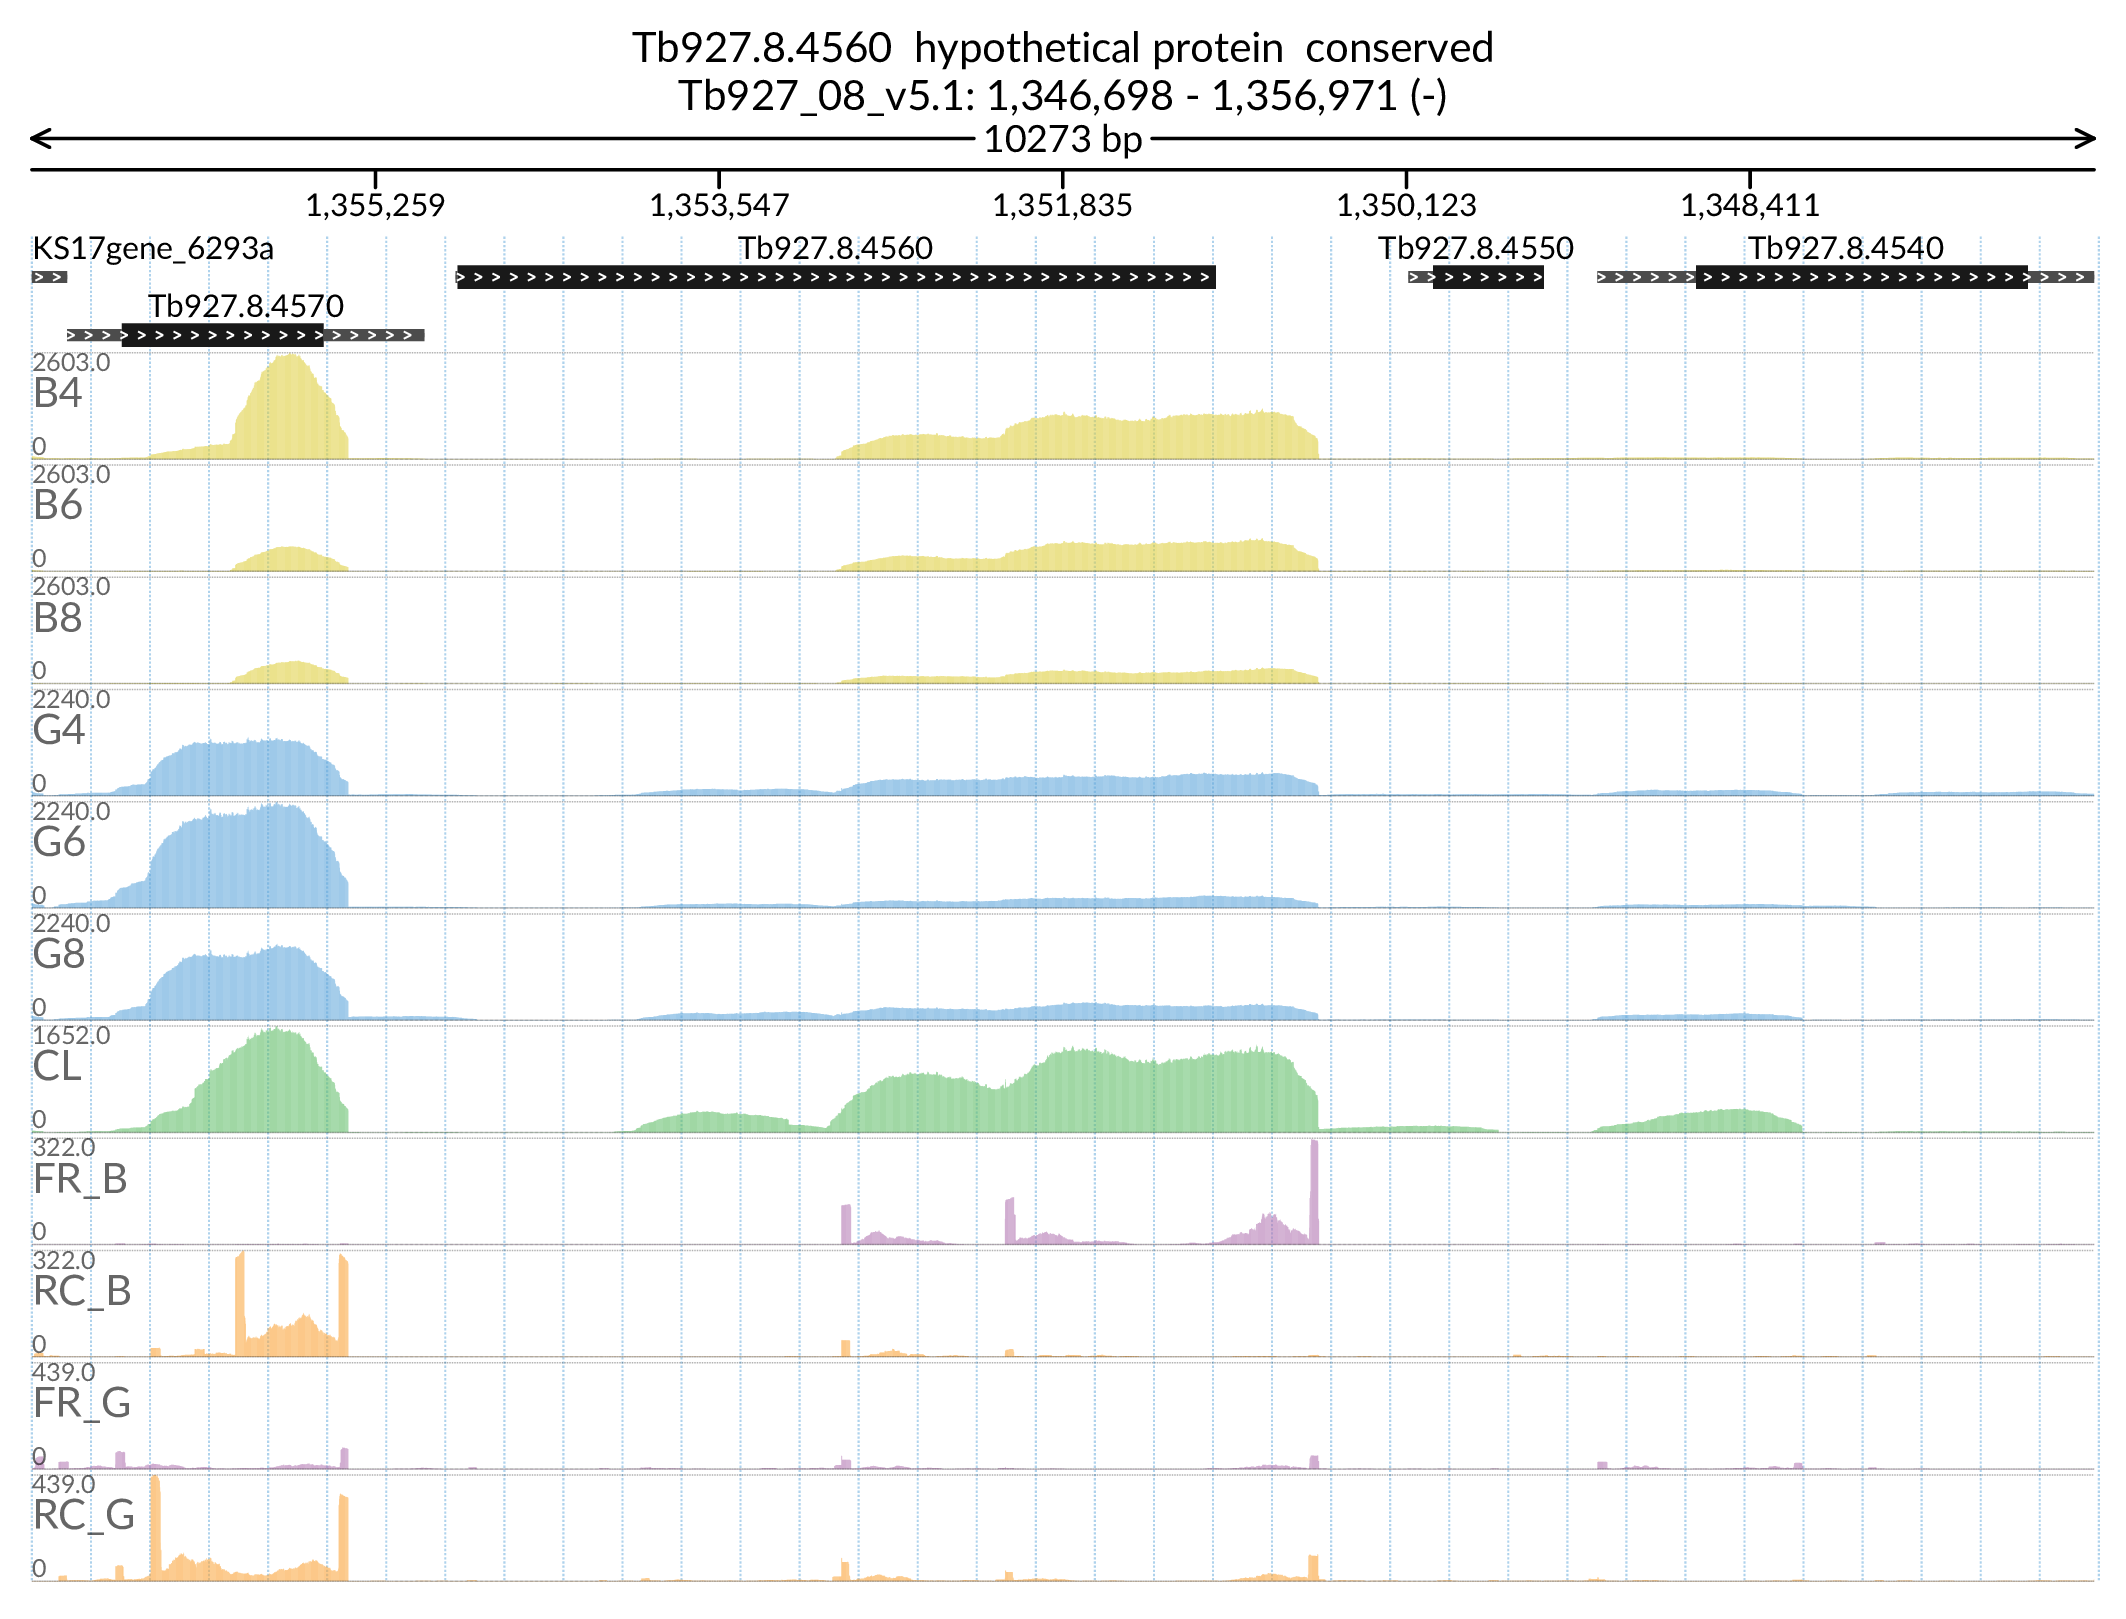 Tb927.8.4560  hypothetical protein  conserved
Tb927_08_v5.1: 1,346,698 - 1,356,971 (-)
10273 bp
1,355,259 1,353,547 1,351,835 1,350,123 1,348,411
KS17gene_6293a Tb927.8.4560 Tb927.8.4550 Tb927.8.4540
Tb927.8.4570
2603.0
B4
0
2603.0
B6
0
2603.0
B8
0
2240.0
G4
0
2240.0
G6
0
2240.0
G8
0
1652.0
CL
0
322.0
FR_B
0
322.0
RC_B
0
439.0
FR_G
0
439.0
RC_G
0